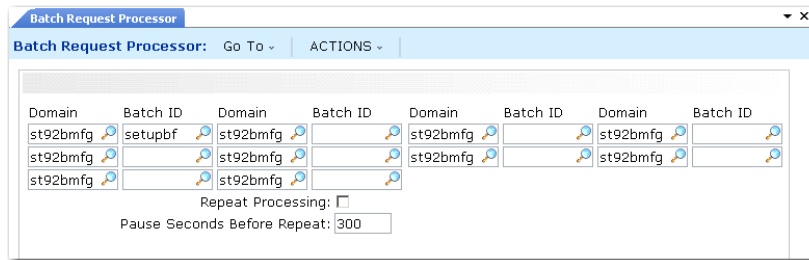 Batch Request Processor
Batch Request Processor: Go To ACTIONS
Domain Batch ID Domain Batch ID Domain Batch ID Domain Batch ID
st92bmfg setupbf st92bmfg st92bmfg st92bmfg
st92bmfg st92bmfg st92bmfg st92bmfg
st92bmfg st92bmfg
Repeat Processing:
Pause Seconds Before Repeat: 300